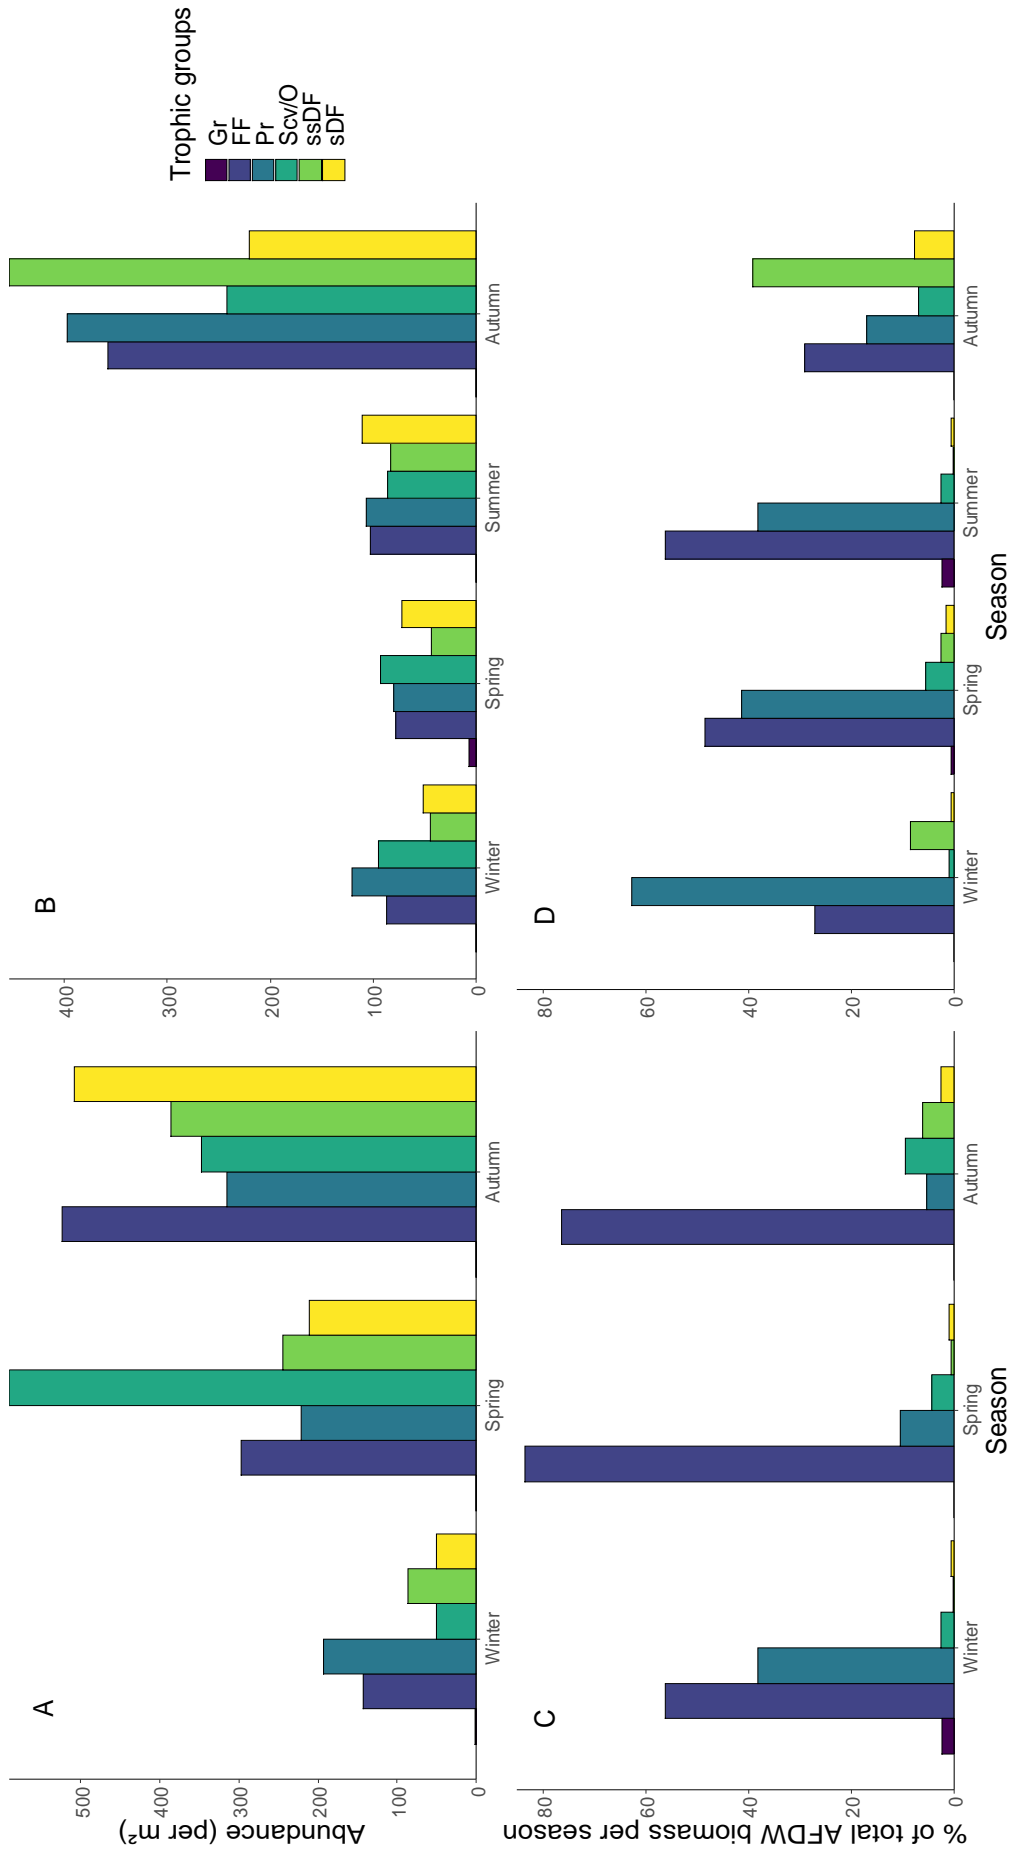 A
Abundance (per m²)
500
400
300
200
100
0
Winter
Spring
Autumn
B
400
300
200
100
0
Winter
Spring
Summer
Autumn
Trophic groups
Gr
FF
Pr
Scv/O
ssDF
sDF
C
% of total AFDW biomass per season
80
60
40
20
0
Winter
Spring
Autumn
Season
D
80
60
40
20
0
Winter
Spring
Summer
Autumn
Season